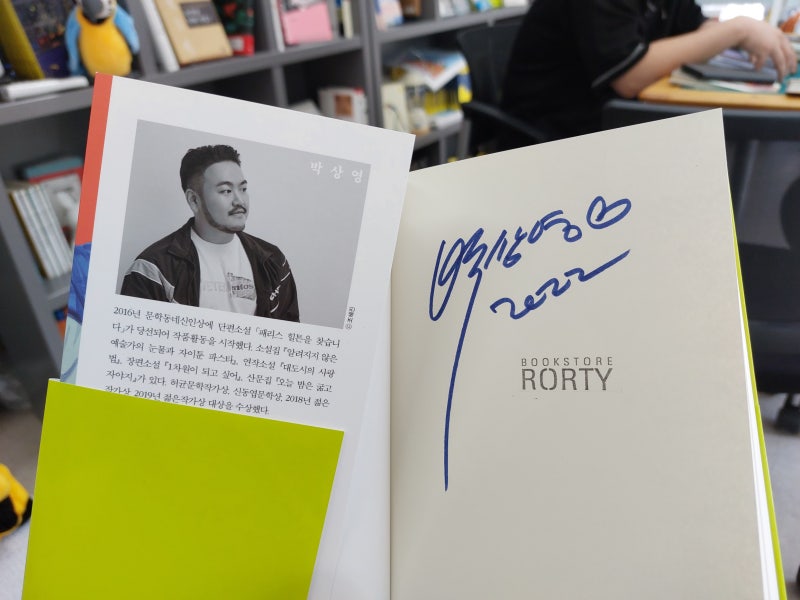 박상영
2016년 문학동네신인상에 단편소설 「패리스 힐튼을 찾습니
다」가 당선되어 작품활동을 시작했다. 소설집 『알려지지 않은
예술가의 눈물과 자이툰 파스타』, 연작소설 『대도시의 사랑
법』, 장편소설 『1차원이 되고 싶어』, 산문집 『오늘 밤은 굶고
자야지』가 있다. 허균문학작가상, 신동엽문학상, 2018년 젊은
작가상, 2019년 젊은작가상 대상을 수상했다.
박상영♡
2022
BOOKSTORE
RORTY